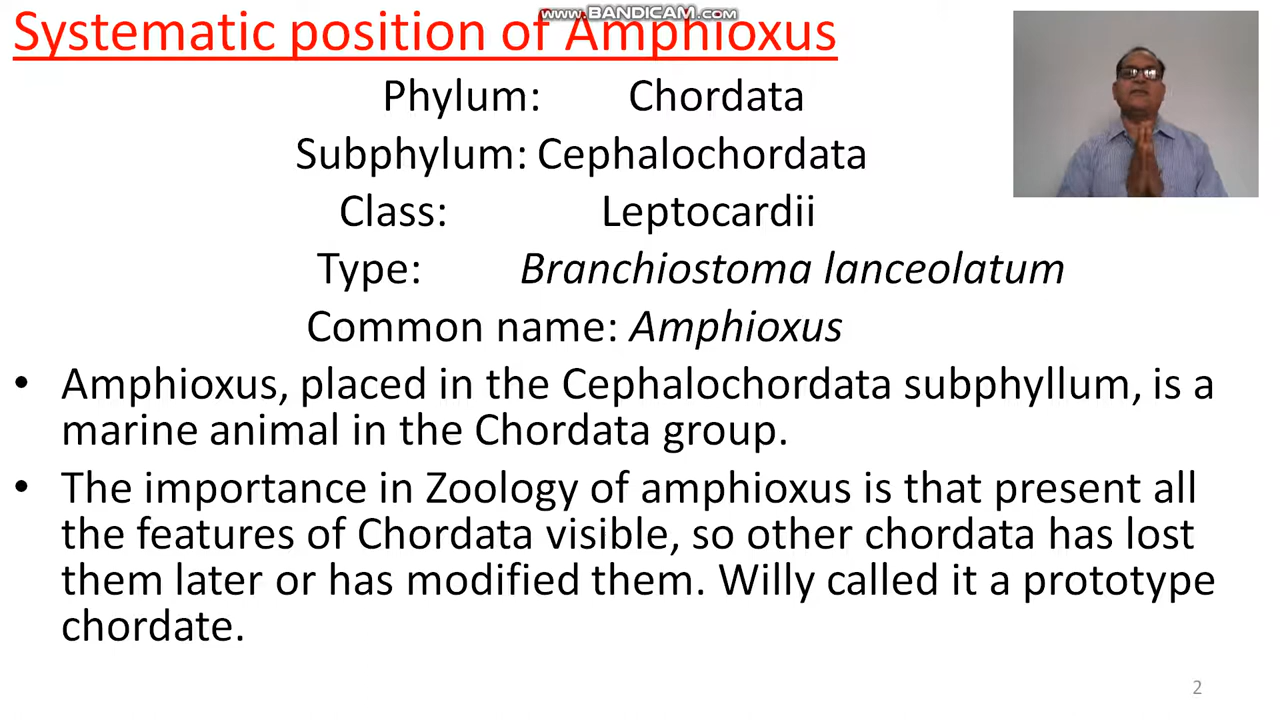 www.BANDICAM.com
Systematic position of Amphioxus
Phylum: Chordata
Subphylum: Cephalochordata
Class: Leptocardii
Type: Branchiostoma lanceolatum
Common name: Amphioxus
• Amphioxus, placed in the Cephalochordata subphyllum, is a
marine animal in the Chordata group.
• The importance in Zoology of amphioxus is that present all
the features of Chordata visible, so other chordata has lost
them later or has modified them. Willy called it a prototype
chordate.
2